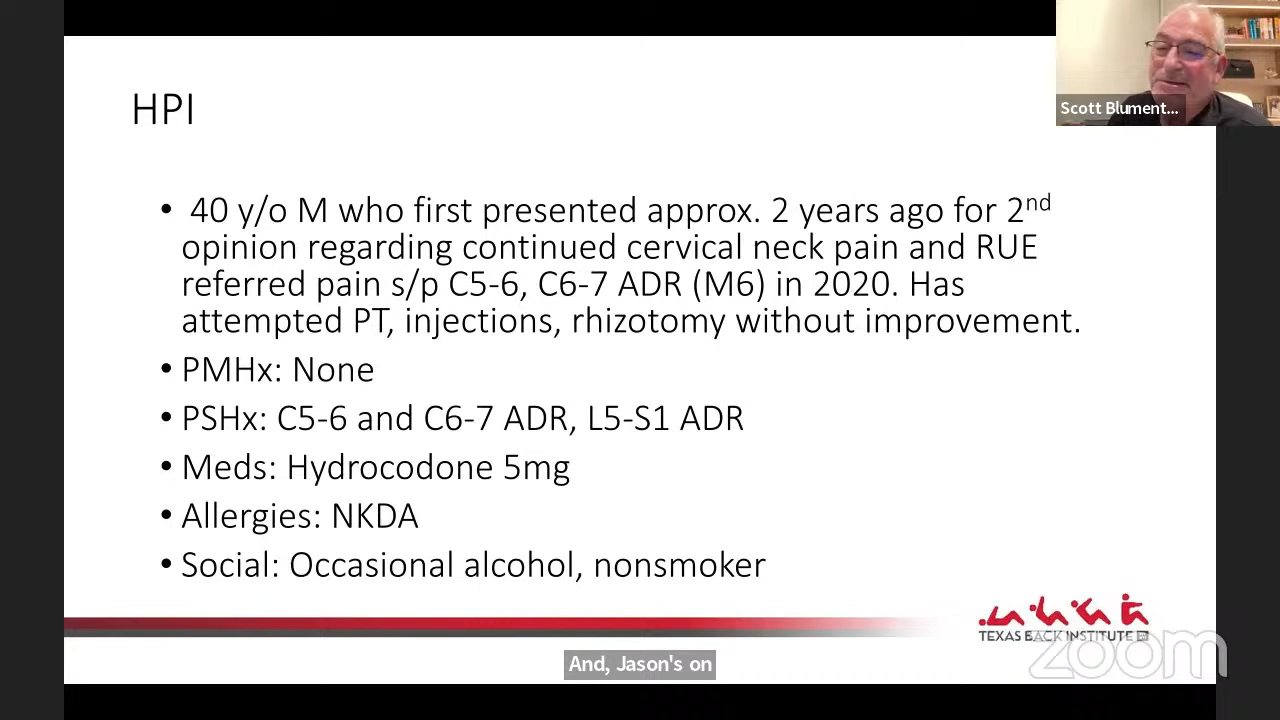 Scott Blument...
HPI
• 40 y/o M who first presented approx. 2 years ago for 2nd
opinion regarding continued cervical neck pain and RUE
referred pain s/p C5-6, C6-7 ADR (M6) in 2020. Has
attempted PT, injections, rhizotomy without improvement.
• PMHx: None
• PSHx: C5-6 and C6-7 ADR, L5-S1 ADR
• Meds: Hydrocodone 5mg
• Allergies: NKDA
• Social: Occasional alcohol, nonsmoker
TEXAS BACK INSTITUTE
zoom
And, Jason's on